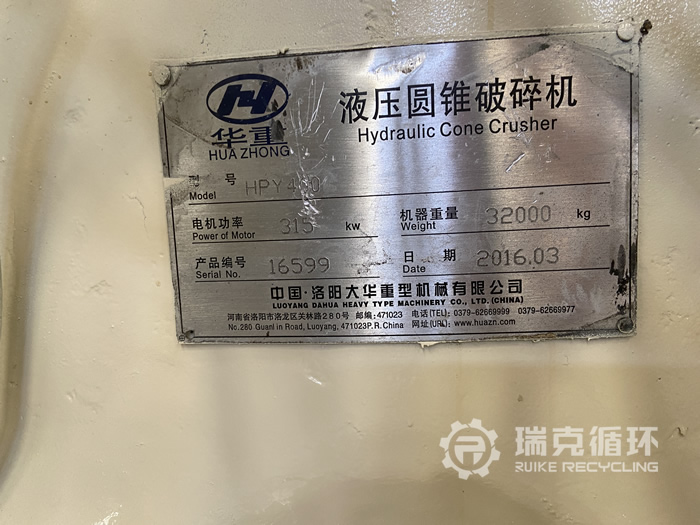 华重
HUA ZHONG
液压圆锥破碎机
Hydraulic Cone Crusher
型 号
Model
电机功率 315 kw
Power of Motor
机器重量 32000 kg
Weight
产品编号 16599
Serial No.
日 期 2016.03
Date
中国·洛阳大华重型机械有限公司
LUOYANG DAHUA HEAVY TYPE MACHINERY CO., LTD.(CHINA)
河南省洛阳市洛龙区关林路280号 邮编:471023 电话(TEL): 0379-62669999 0379-62669977
No.280 Guanlin Road, Luoyang, 471023P.R.China 网址(URL):www.huazn.com
瑞克循环
RUIKE RECYCLING